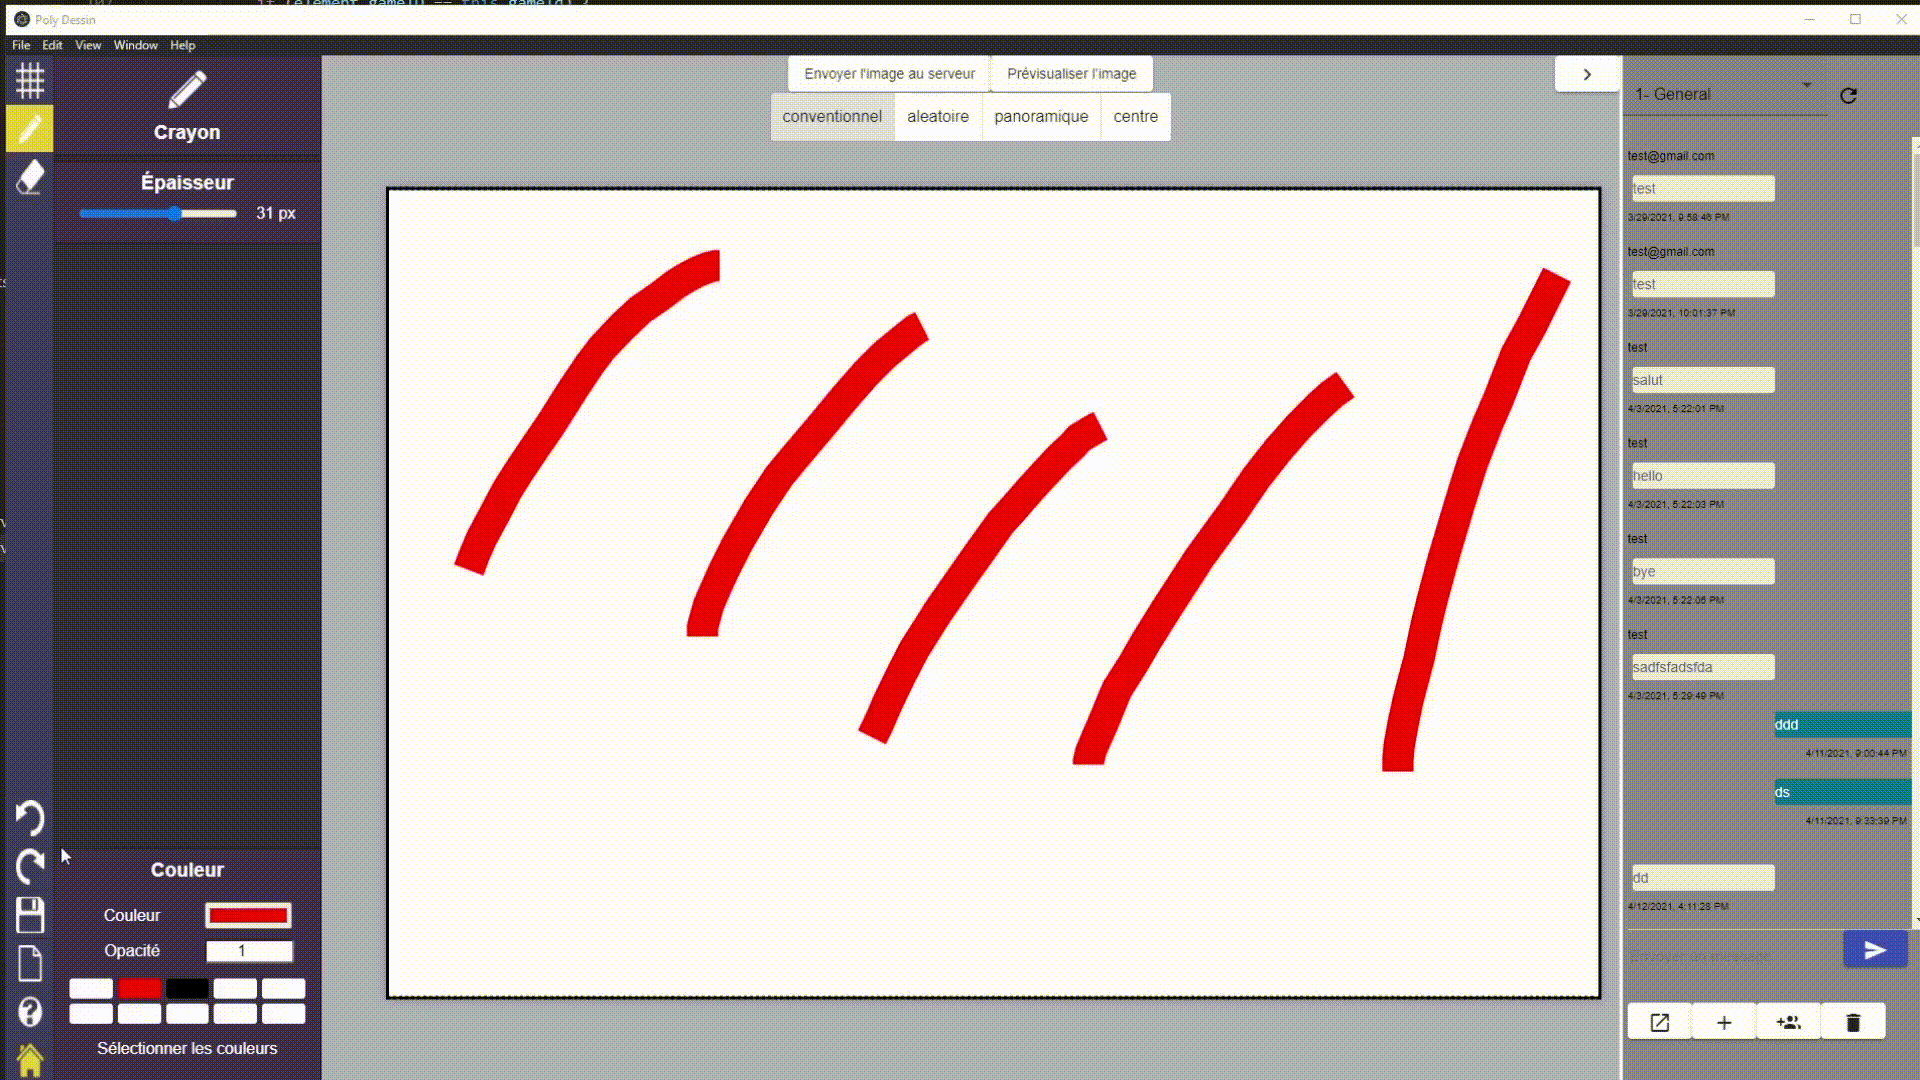 Poly Dessin
File Edit View Window Help
Crayon
Épaisseur
31 px
Couleur
Couleur
Opacité 1
Sélectionner les couleurs
Envoyer l'image au serveur Prévisualiser l'image
conventionnel aleatoire panoramique centre
1- General
test@gmail.com
test
3/29/2021, 9:58:46 PM
test@gmail.com
test
3/29/2021, 10:01:37 PM
test
salut
4/3/2021, 5:22:01 PM
test
hello
4/3/2021, 5:22:03 PM
test
bye
4/3/2021, 5:22:06 PM
test
sadfsfadsfda
4/3/2021, 5:29:49 PM
ddd
4/11/2021, 9:00:44 PM
ds
4/11/2021, 9:33:39 PM
dd
4/12/2021, 4:11:28 PM
Envoyer un message